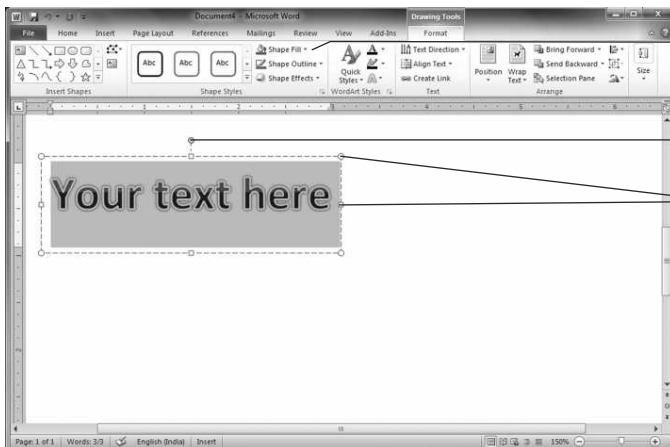 Document4 - Microsoft Word
Drawing Tools
File Home Insert Page Layout References Mailings Review View Add-Ins Format
Abc Abc Abc
Shape Fill
Shape Outline
Shape Effects
Quick Styles
Text Direction
Align Text
Create Link
Position
Wrap Text
Bring Forward
Send Backward
Selection Pane
Size
Insert Shapes Shape Styles WordArt Styles Text Arrange
Your text here
Page: 1 of 1 Words: 3/3 English (India) Insert 150%